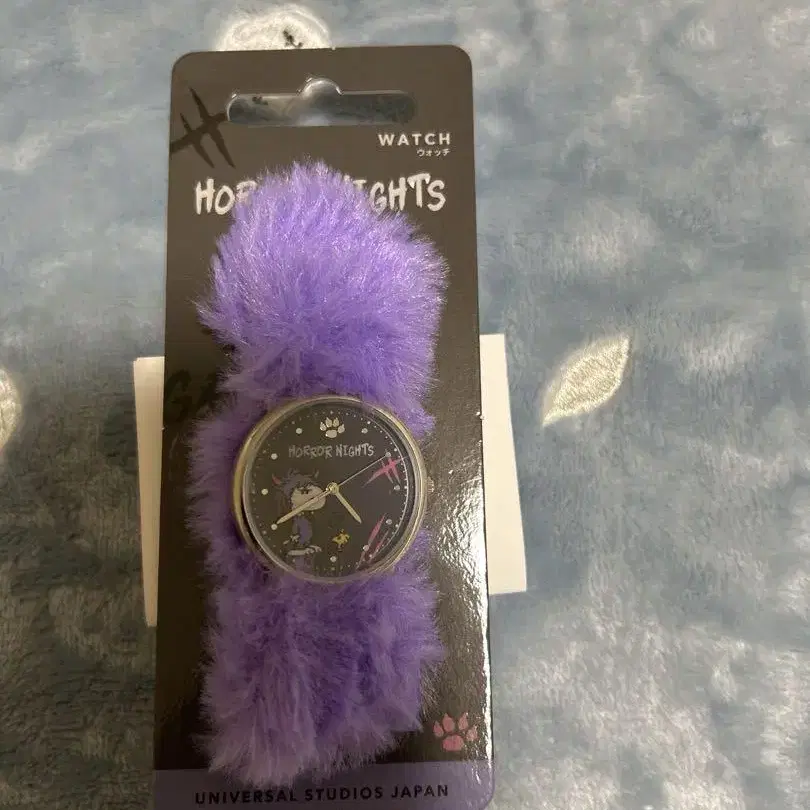 WATCH
ウォッチ
HORROR NIGHTS
UNIVERSAL STUDIOS JAPAN